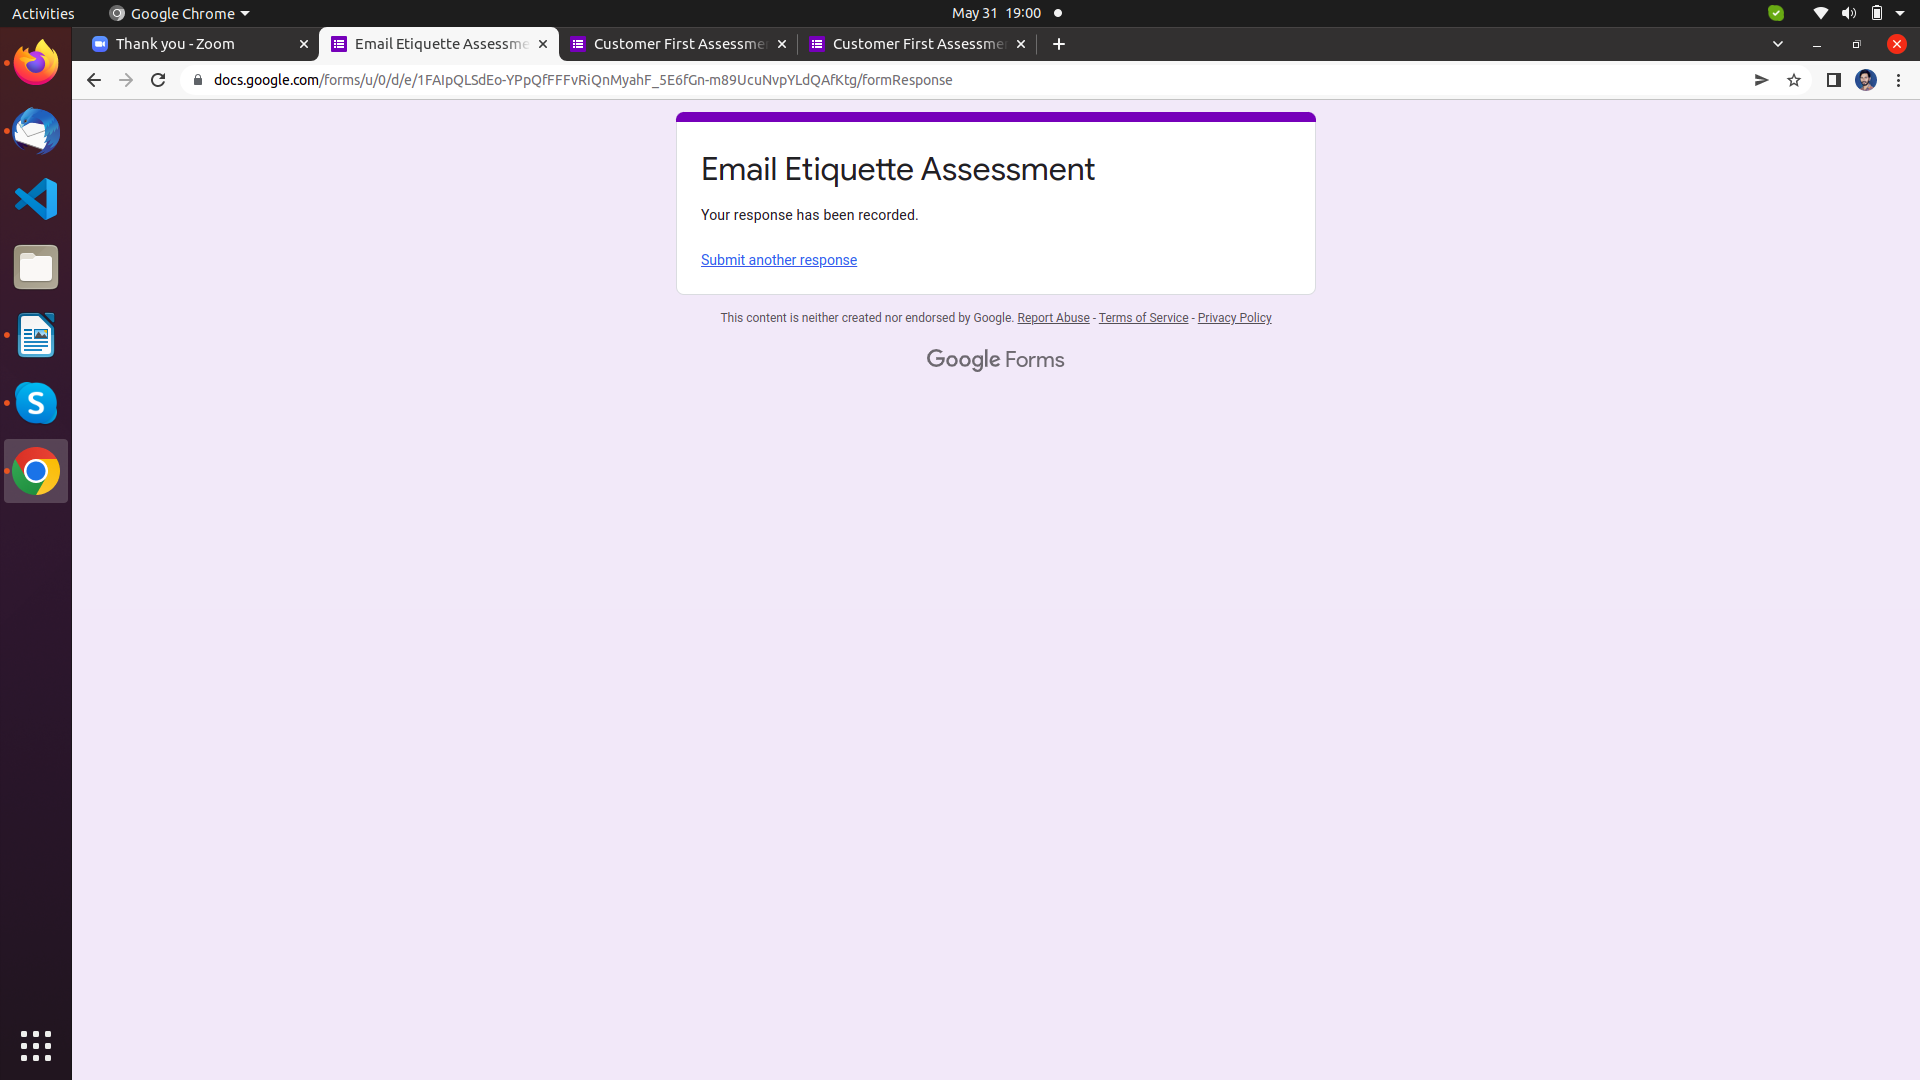 Activities
Google Chrome
May 31 19:00
Thank you - Zoom
Email Etiquette Assessme
Customer First Assessme
Customer First Assessme
docs.google.com/forms/u/0/d/e/1FAIpQLSdEo-YPpQfFFFvRiQnMyahF_5E6fGn-m89UcuNvpYLdQAfKtg/formResponse
Email Etiquette Assessment
Your response has been recorded.
Submit another response
This content is neither created nor endorsed by Google. Report Abuse - Terms of Service - Privacy Policy
Google Forms
S